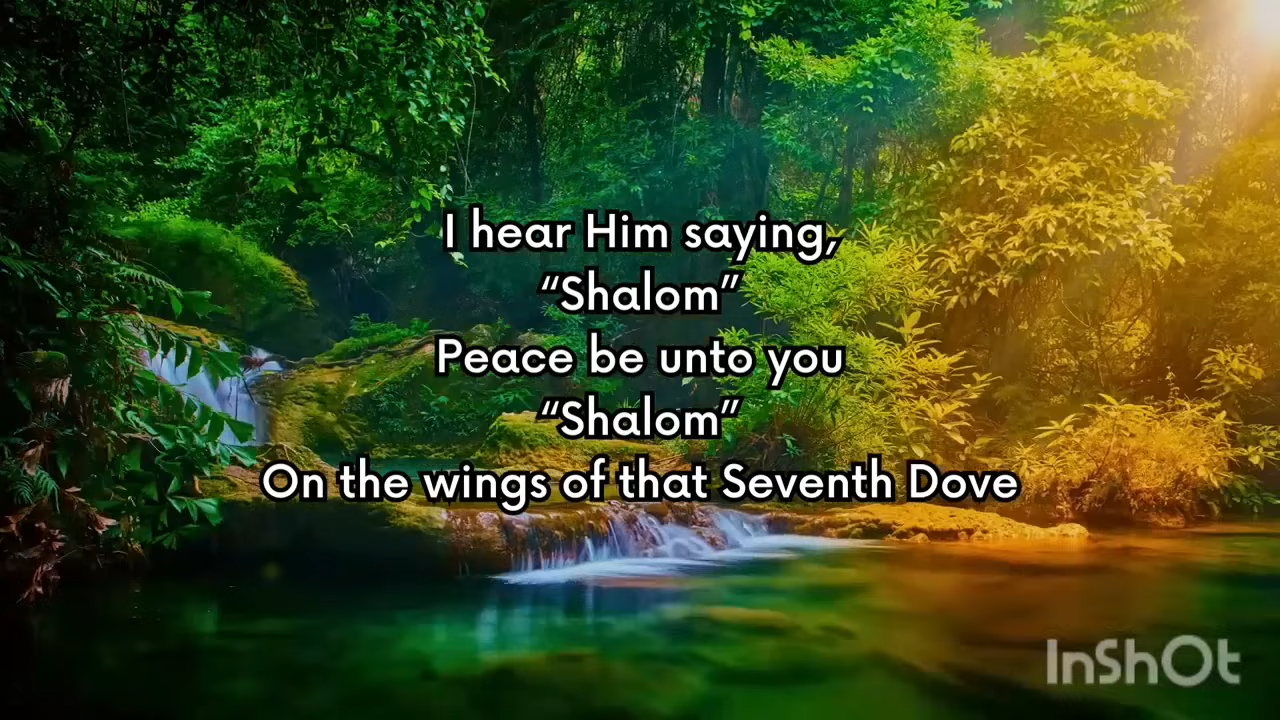 I hear Him saying,
“Shalom”
Peace be unto you
“Shalom”
On the wings of that Seventh Dove
InShOt